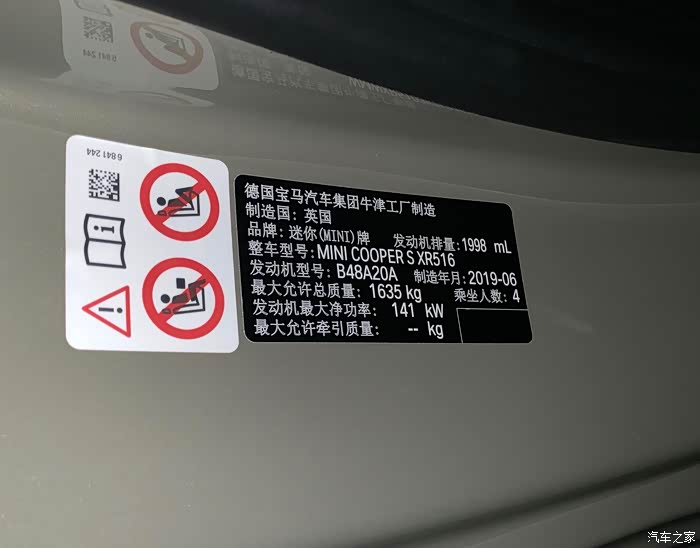 6 841 244
德国宝马汽车集团牛津工厂制造
制造国: 英国
品牌: 迷你(MINI)牌 发动机排量: 1998 mL
整车型号: MINI COOPER S XR516
发动机型号: B48A20A 制造年月: 2019-06
最大允许总质量: 1635 kg 乘坐人数: 4
发动机最大净功率: 141 kW
最大允许牵引质量: -- kg
汽车之家